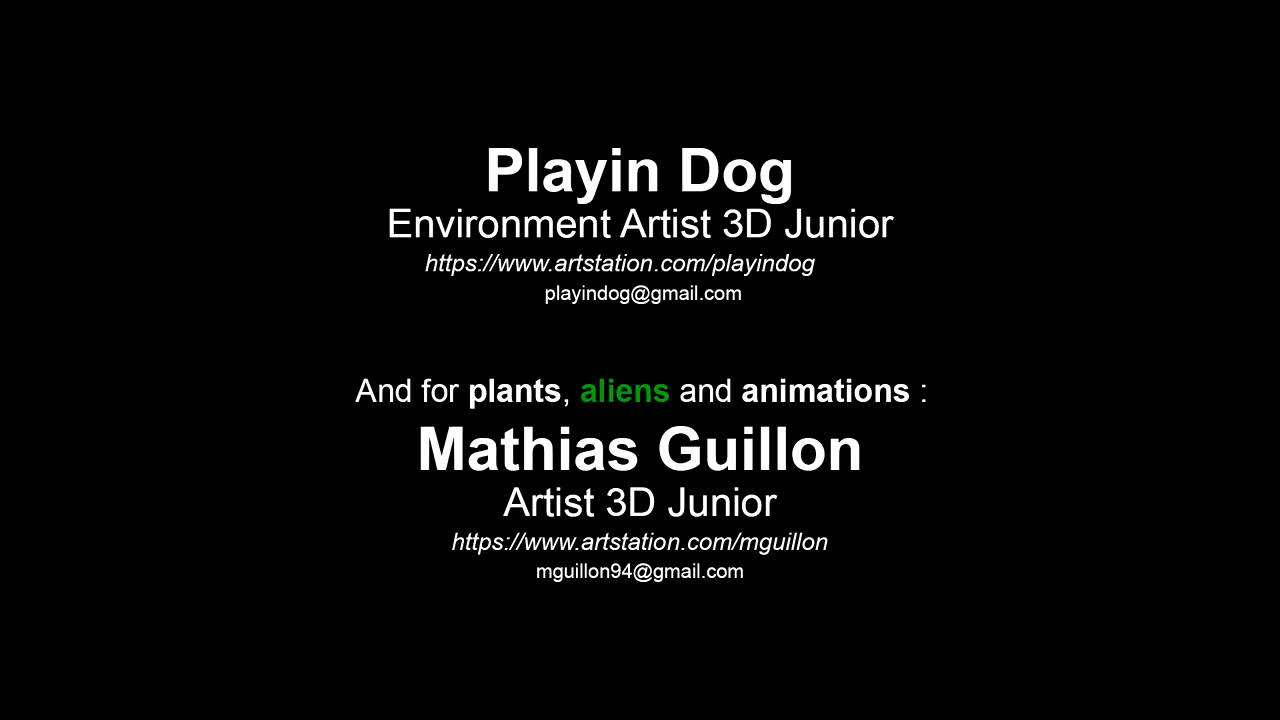 Playin Dog
Environment Artist 3D Junior
https://www.artstation.com/playindog
playindog@gmail.com
And for plants, aliens and animations :
Mathias Guillon
Artist 3D Junior
https://www.artstation.com/mguillon
mguillon94@gmail.com